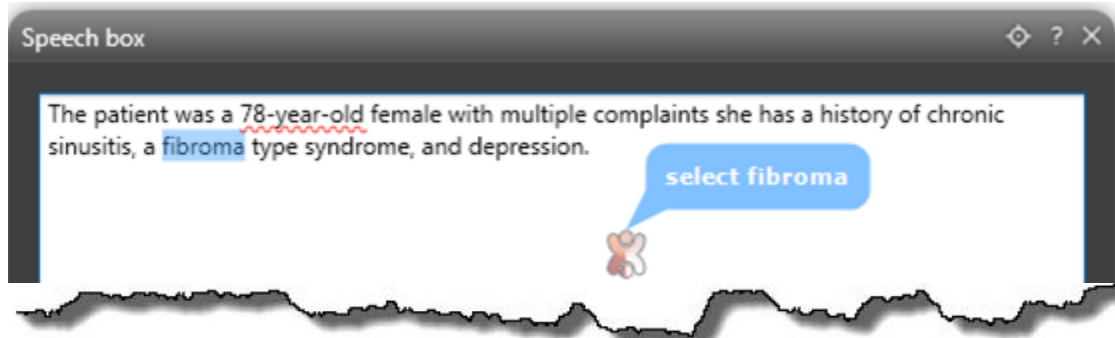 Speech box
The patient was a 78-year-old female with multiple complaints she has a history of chronic
sinusitis, a fibroma type syndrome, and depression.
select fibroma